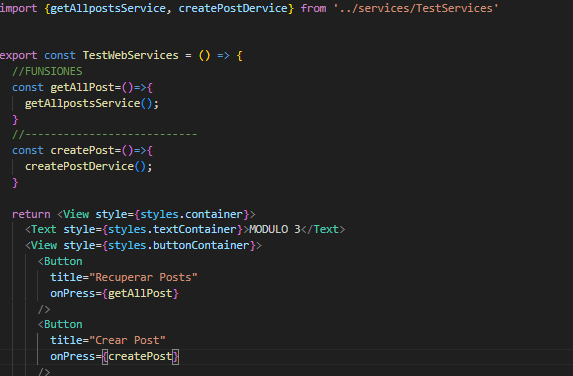 import {getAllpostsService, createPostDervice} from '../services/TestServices'
export const TestWebServices = () => {
//FUNSIONES
const getAllPost=()=>{
getAllpostsService();
}
//---------------------------
const createPost=()=>{
createPostDervice();
}
return <View style={styles.container}>
<Text style={styles.textContainer}>MODULO 3</Text>
<View style={styles.buttonContainer}>
<Button
title="Recuperar Posts"
onPress={getAllPost}
/>
<Button
title="Crear Post"
onPress={createPost}
/>